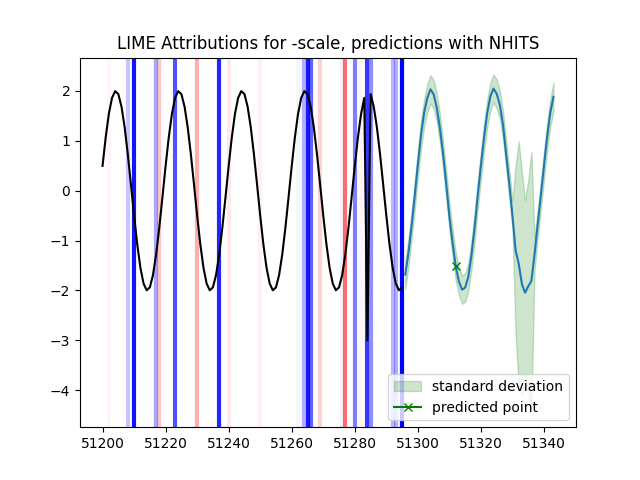 LIME Attributions for -scale, predictions with NHITS
2
1
0
−1
−2
−3
−4
standard deviation
predicted point
51200 51220 51240 51260 51280 51300 51320 51340